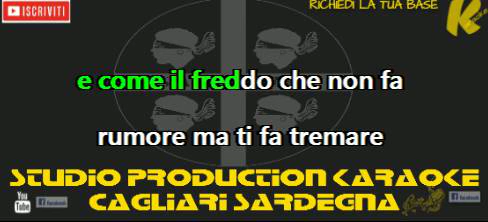 RICHIEDI LA TUA BASE
ISCRIVITI
e come il freddo che non fa
rumore ma ti fa tremare
STUDIO PRODUCTION KARAOKE
CAGLIARI SARDEGNA
You Tube
facebook
facebook